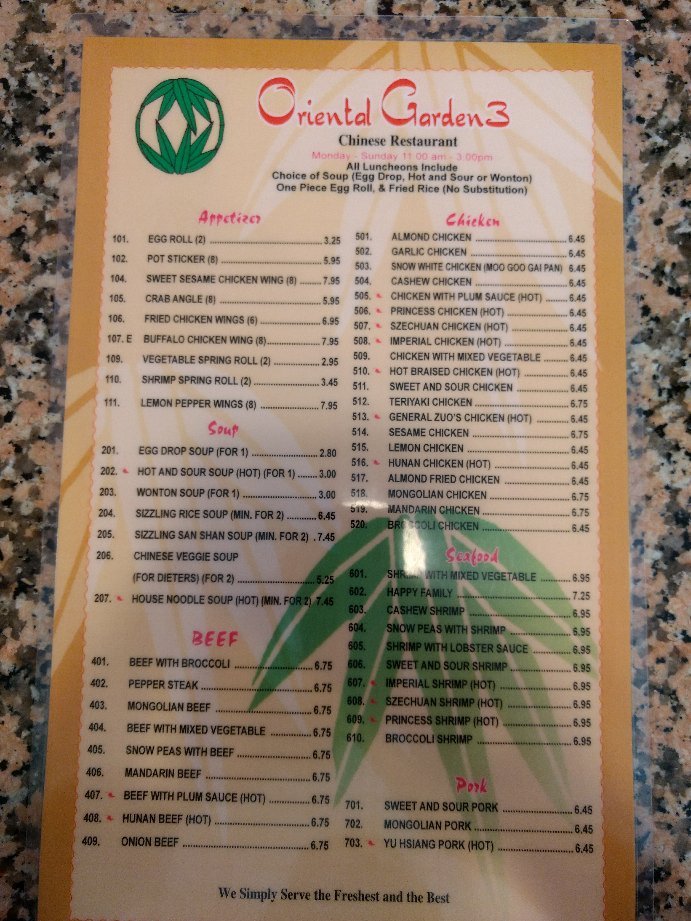 Oriental Garden 3
Chinese Restaurant
Monday - Sunday 11:00 am - 3:00pm
All Luncheons Include
Choice of Soup (Egg Drop, Hot and Sour or Wonton)
One Piece Egg Roll, & Fried Rice (No Substitution)
Appetizer
101. EGG ROLL (2) 3.25
102. POT STICKER (8) 5.95
104. SWEET SESAME CHICKEN WING (8) 7.95
105. CRAB ANGLE (8) 5.95
106. FRIED CHICKEN WINGS (6) 6.95
107. E BUFFALO CHICKEN WING (8) 7.95
109. VEGETABLE SPRING ROLL (2) 2.95
110. SHRIMP SPRING ROLL (2) 3.45
111. LEMON PEPPER WINGS (8) 7.95
Soup
201. EGG DROP SOUP (FOR 1) 2.80
202. HOT AND SOUR SOUP (HOT) (FOR 1) 3.00
203. WONTON SOUP (FOR 1) 3.00
204. SIZZLING RICE SOUP (MIN. FOR 2) 6.45
205. SIZZLING SAN SHAN SOUP (MIN. FOR 2) 7.45
206. CHINESE VEGGIE SOUP
(FOR DIETERS) (FOR 2) 5.25
207. HOUSE NOODLE SOUP (HOT) (MIN. FOR 2) 7.45
BEEF
401. BEEF WITH BROCCOLI 6.75
402. PEPPER STEAK 6.75
403. MONGOLIAN BEEF 6.75
404. BEEF WITH MIXED VEGETABLE 6.75
405. SNOW PEAS WITH BEEF 6.75
406. MANDARIN BEEF 6.75
407. BEEF WITH PLUM SAUCE (HOT) 6.75
408. HUNAN BEEF (HOT) 6.75
409. ONION BEEF 6.75
Chicken
501. ALMOND CHICKEN 6.45
502. GARLIC CHICKEN 6.45
503. SNOW WHITE CHICKEN (MOO GOO GAI PAN) 6.45
504. CASHEW CHICKEN 6.45
505. CHICKEN WITH PLUM SAUCE (HOT) 6.45
506. PRINCESS CHICKEN (HOT) 6.45
507. SZECHUAN CHICKEN (HOT) 6.45
508. IMPERIAL CHICKEN (HOT) 6.45
509. CHICKEN WITH MIXED VEGETABLE 6.45
510. HOT BRAISED CHICKEN (HOT) 6.45
511. SWEET AND SOUR CHICKEN 6.45
512. TERIYAKI CHICKEN 6.75
513. GENERAL ZUO'S CHICKEN (HOT) 6.45
514. SESAME CHICKEN 6.75
515. LEMON CHICKEN 6.45
516. HUNAN CHICKEN (HOT) 6.45
517. ALMOND FRIED CHICKEN 6.45
518. MONGOLIAN CHICKEN 6.75
519. MANDARIN CHICKEN 6.75
520. BROCCOLI CHICKEN 6.45
Seafood
601. SHRIMP WITH MIXED VEGETABLE 6.95
602. HAPPY FAMILY 7.25
603. CASHEW SHRIMP 6.95
604. SNOW PEAS WITH SHRIMP 6.95
605. SHRIMP WITH LOBSTER SAUCE 6.95
606. SWEET AND SOUR SHRIMP 6.95
607. IMPERIAL SHRIMP (HOT) 6.95
608. SZECHUAN SHRIMP (HOT) 6.95
609. PRINCESS SHRIMP (HOT) 6.95
610. BROCCOLI SHRIMP 6.95
Pork
701. SWEET AND SOUR PORK 6.45
702. MONGOLIAN PORK 6.45
703. YU HSIANG PORK (HOT) 6.45
We Simply Serve the Freshest and the Best